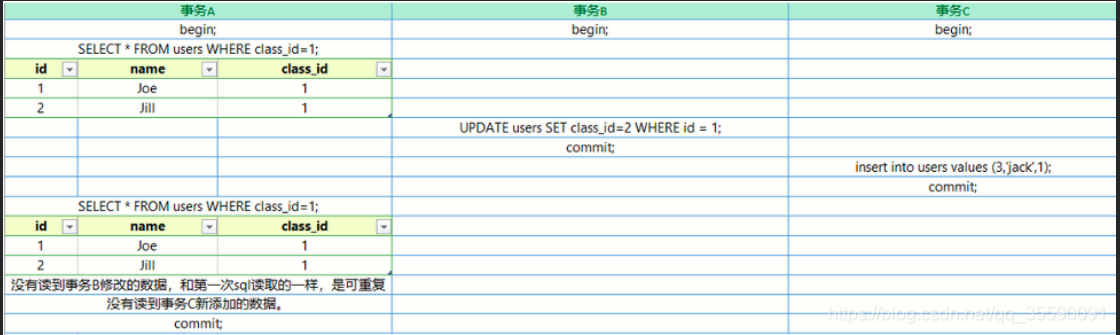 事务A 事务B 事务C
begin; begin; begin;
SELECT * FROM users WHERE class_id=1;
id name class_id
1 Joe 1
2 Jill 1
UPDATE users SET class_id=2 WHERE id = 1;
commit;
insert into users values (3,'jack',1);
commit;
SELECT * FROM users WHERE class_id=1;
id name class_id
1 Joe 1
2 Jill 1
没有读到事务B修改的数据，和第一次sql读取的一样，是可重复
没有读到事务C新添加的数据。
commit;